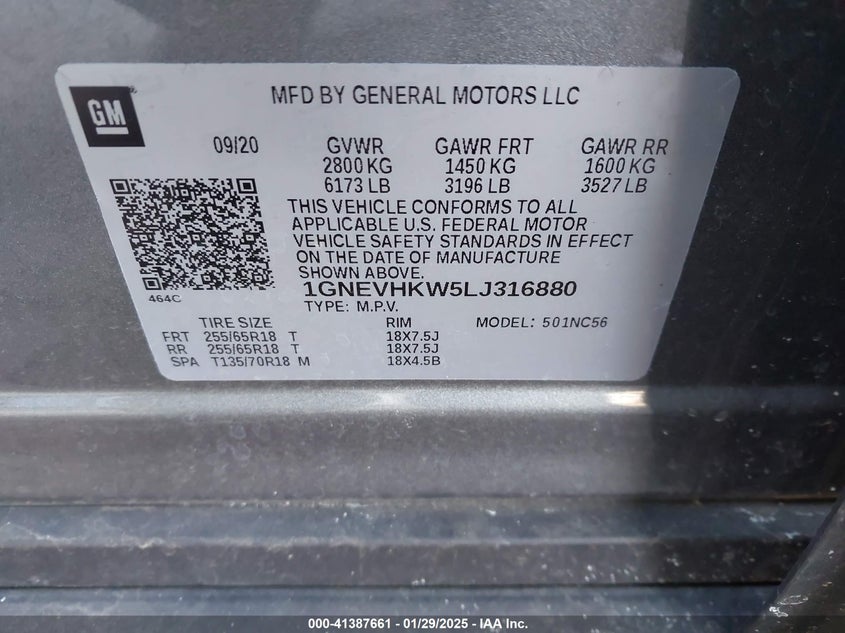 GM
MFD BY GENERAL MOTORS LLC
09/20 GVWR GAWR FRT GAWR RR
2800 KG 1450 KG 1600 KG
6173 LB 3196 LB 3527 LB
THIS VEHICLE CONFORMS TO ALL
APPLICABLE U.S. FEDERAL MOTOR
VEHICLE SAFETY STANDARDS IN EFFECT
ON THE DATE OF MANUFACTURE
SHOWN ABOVE.
464C
1GNEVHKW5LJ316880
TYPE: M.P.V.
TIRE SIZE RIM MODEL: 501NC56
FRT 255/65R18 T 18X7.5J
RR 255/65R18 T 18X7.5J
SPA T135/70R18 M 18X4.5B
000-41387661 — 01/29/2025 — IAA Inc.